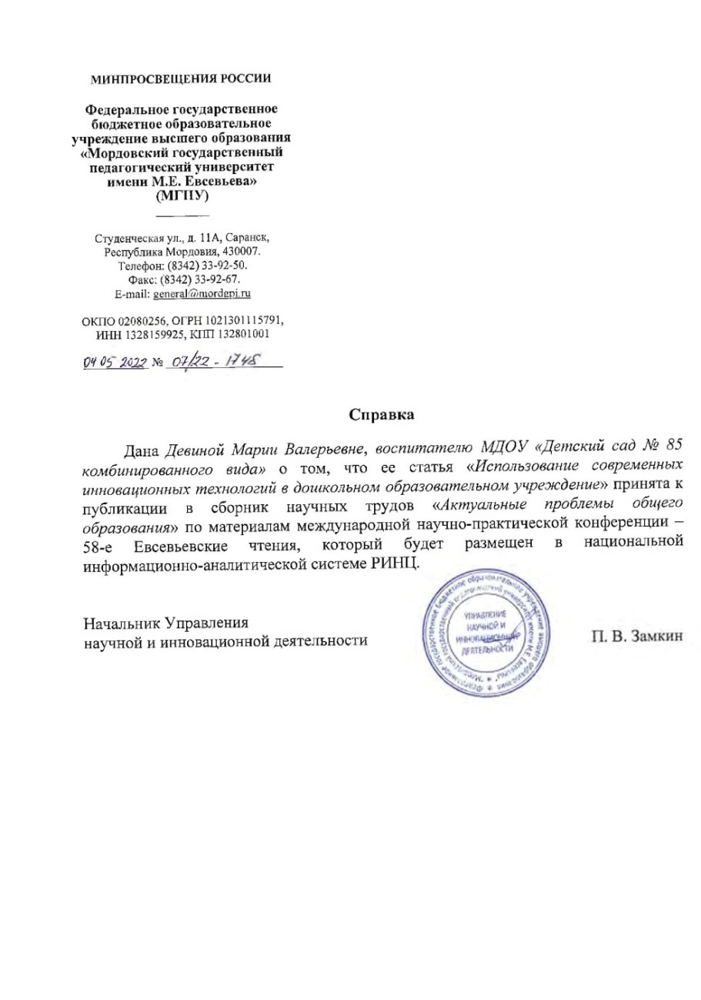 МИНПРОСВЕЩЕНИЯ РОССИИ
Федеральное государственное
бюджетное образовательное
учреждение высшего образования
«Мордовский государственный
педагогический университет
имени М.Е. Евсевьева»
(МГПУ)
Студенческая ул., д. 11А, Саранск,
Республика Мордовия, 430007.
Телефон: (8342) 33-92-50.
Факс: (8342) 33-92-67.
E-mail: general@mordgpi.ru
ОКПО 02080256, ОГРН 1021301115791,
ИНН 1328159925, КПП 132801001
04 05 2022 № 07/22 - 1748
Справка
Дана Девиной Марии Валерьевне, воспитателю МДОУ «Детский сад № 85
комбинированного вида» о том, что ее статья «Использование современных
инновационных технологий в дошкольном образовательном учреждение» принята к
публикации в сборник научных трудов «Актуальные проблемы общего
образования» по материалам международной научно-практической конференции –
58-е Евсевьевские чтения, который будет размещен в национальной
информационно-аналитической системе РИНЦ.
Начальник Управления
научной и инновационной деятельности
П. В. Замкин
УПРАВЛЕНИЕ
НАУЧНОЙ И
ИННОВАЦИОННОЙ
ДЕЯТЕЛЬНОСТИ